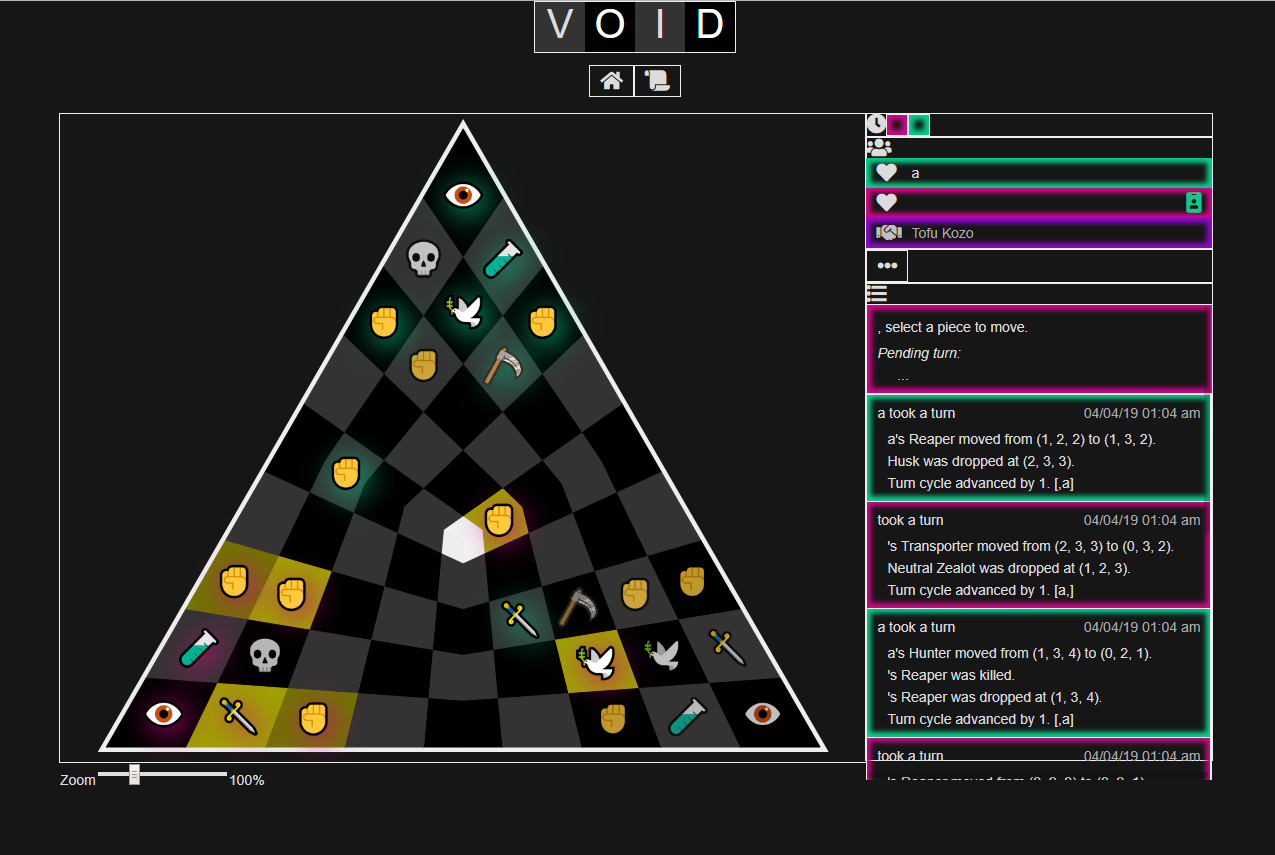 VOID
a
Tofu Kozo
, select a piece to move.
Pending turn:
...
a took a turn 04/04/19 01:04 am
a's Reaper moved from (1, 2, 2) to (1, 3, 2).
Husk was dropped at (2, 3, 3).
Turn cycle advanced by 1. [,a]
took a turn 04/04/19 01:04 am
's Transporter moved from (2, 3, 3) to (0, 3, 2).
Neutral Zealot was dropped at (1, 2, 3).
Turn cycle advanced by 1. [a,]
a took a turn 04/04/19 01:04 am
a's Hunter moved from (1, 3, 4) to (0, 2, 1).
's Reaper was killed.
's Reaper was dropped at (1, 3, 4).
Turn cycle advanced by 1. [,a]
took a turn 04/04/19 01:04 am
Zoom 100%